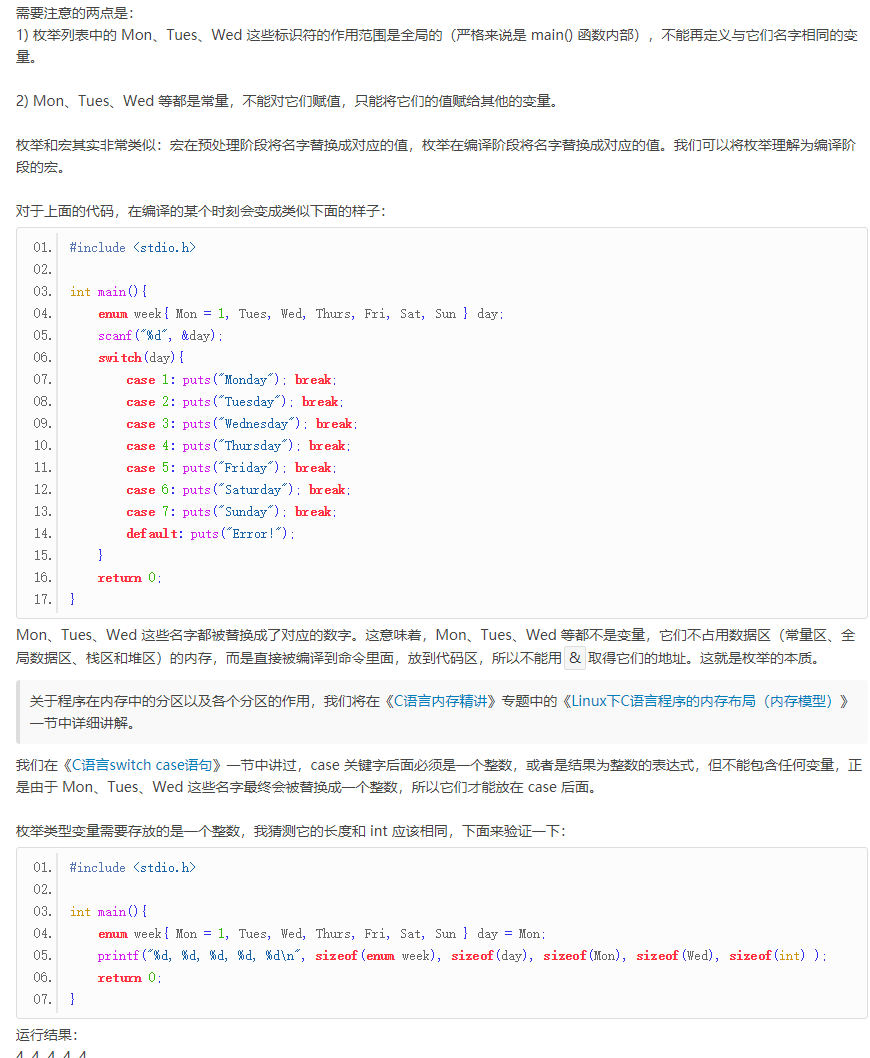 需要注意的两点是：
1) 枚举列表中的 Mon、Tues、Wed 这些标识符的作用范围是全局的（严格来说是 main() 函数内部），不能再定义与它们名字相同的变
量。
2) Mon、Tues、Wed 等都是常量，不能对它们赋值，只能将它们的值赋给其他的变量。
枚举和宏其实非常类似：宏在预处理阶段将名字替换成对应的值，枚举在编译阶段将名字替换成对应的值。我们可以将枚举理解为编译阶
段的宏。
对于上面的代码，在编译的某个时刻会变成类似下面的样子：
01. #include <stdio.h>
02.
03. int main(){
04. enum week{ Mon = 1, Tues, Wed, Thurs, Fri, Sat, Sun } day;
05. scanf("%d", &day);
06. switch(day){
07. case 1: puts("Monday"); break;
08. case 2: puts("Tuesday"); break;
09. case 3: puts("Wednesday"); break;
10. case 4: puts("Thursday"); break;
11. case 5: puts("Friday"); break;
12. case 6: puts("Saturday"); break;
13. case 7: puts("Sunday"); break;
14. default: puts("Error!");
15. }
16. return 0;
17. }
Mon、Tues、Wed 这些名字都被替换成了对应的数字。这意味着，Mon、Tues、Wed 等都不是变量，它们不占用数据区（常量区、全
局数据区、栈区和堆区）的内存，而是直接被编译到命令里面，放到代码区，所以不能用 & 取得它们的地址。这就是枚举的本质。
关于程序在内存中的分区以及各个分区的作用，我们将在《C语言内存精讲》专题中的《Linux下C语言程序的内存布局（内存模型）》
一节中详细讲解。
我们在《C语言switch case语句》一节中讲过，case 关键字后面必须是一个整数，或者是结果为整数的表达式，但不能包含任何变量，正
是由于 Mon、Tues、Wed 这些名字最终会被替换成一个整数，所以它们才能放在 case 后面。
枚举类型变量需要存放的是一个整数，我猜测它的长度和 int 应该相同，下面来验证一下：
01. #include <stdio.h>
02.
03. int main(){
04. enum week{ Mon = 1, Tues, Wed, Thurs, Fri, Sat, Sun } day = Mon;
05. printf("%d, %d, %d, %d, %d\n", sizeof(enum week), sizeof(day), sizeof(Mon), sizeof(Wed), sizeof(int) );
06. return 0;
07. }
运行结果：
4, 4, 4, 4, 4